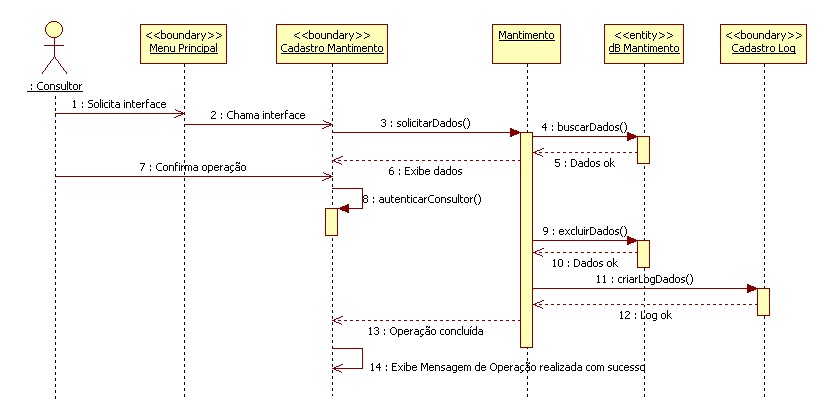 <<boundary>>
Menu Principal
<<boundary>>
Cadastro Mantimento
Mantimento
<<entity>>
dB Mantimento
<<boundary>>
Cadastro Log
: Consultor
1 : Solicita interface
2 : Chama interface
3 : solicitarDados()
4 : buscarDados()
5 : Dados ok
6 : Exibe dados
7 : Confirma operação
8 : autenticarConsultor()
9 : excluirDados()
10 : Dados ok
11 : criarLogDados()
12 : Log ok
13 : Operação concluída
14 : Exibe Mensagem de Operação realizada com sucesso